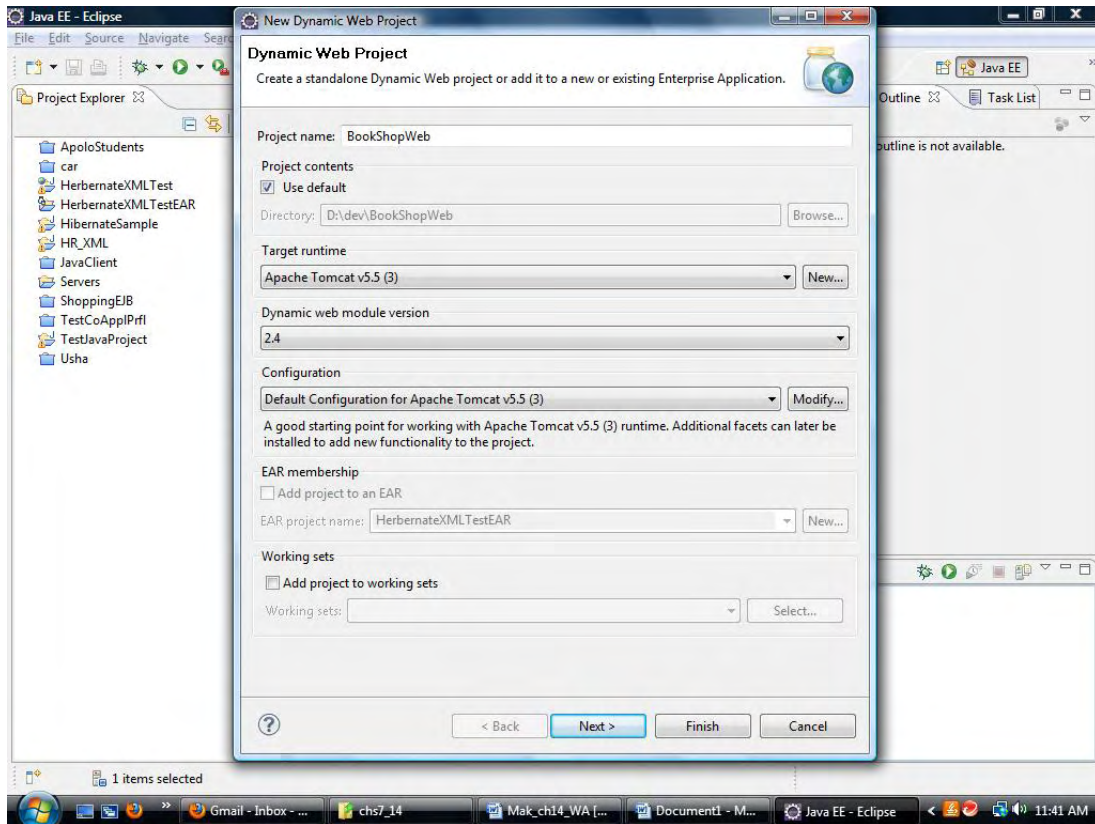 Java EE - Eclipse
File Edit Source Navigate Sear
Java EE
Project Explorer
ApoloStudents
car
HerbernateXMLTest
HerbernateXMLTestEAR
HibernateSample
HR_XML
JavaClient
Servers
ShoppingEJB
TestCoApplPrfl
TestJavaProject
Usha
New Dynamic Web Project
Dynamic Web Project
Create a standalone Dynamic Web project or add it to a new or existing Enterprise Application.
Project name: BookShopWeb
Project contents
Use default
Directory: D:\dev\BookShopWeb Browse...
Target runtime
Apache Tomcat v5.5 (3) New...
Dynamic web module version
2.4
Configuration
Default Configuration for Apache Tomcat v5.5 (3) Modify...
A good starting point for working with Apache Tomcat v5.5 (3) runtime. Additional facets can later be
installed to add new functionality to the project.
EAR membership
Add project to an EAR
EAR project name: HerbernateXMLTestEAR New...
Working sets
Add project to working sets
Working sets: Select...
? < Back Next > Finish Cancel
Outline Task List
outline is not available.
1 items selected
Gmail - Inbox - ... chs7_14 Mak_ch14_WA [... Document1 - M... Java EE - Eclipse 11:41 AM